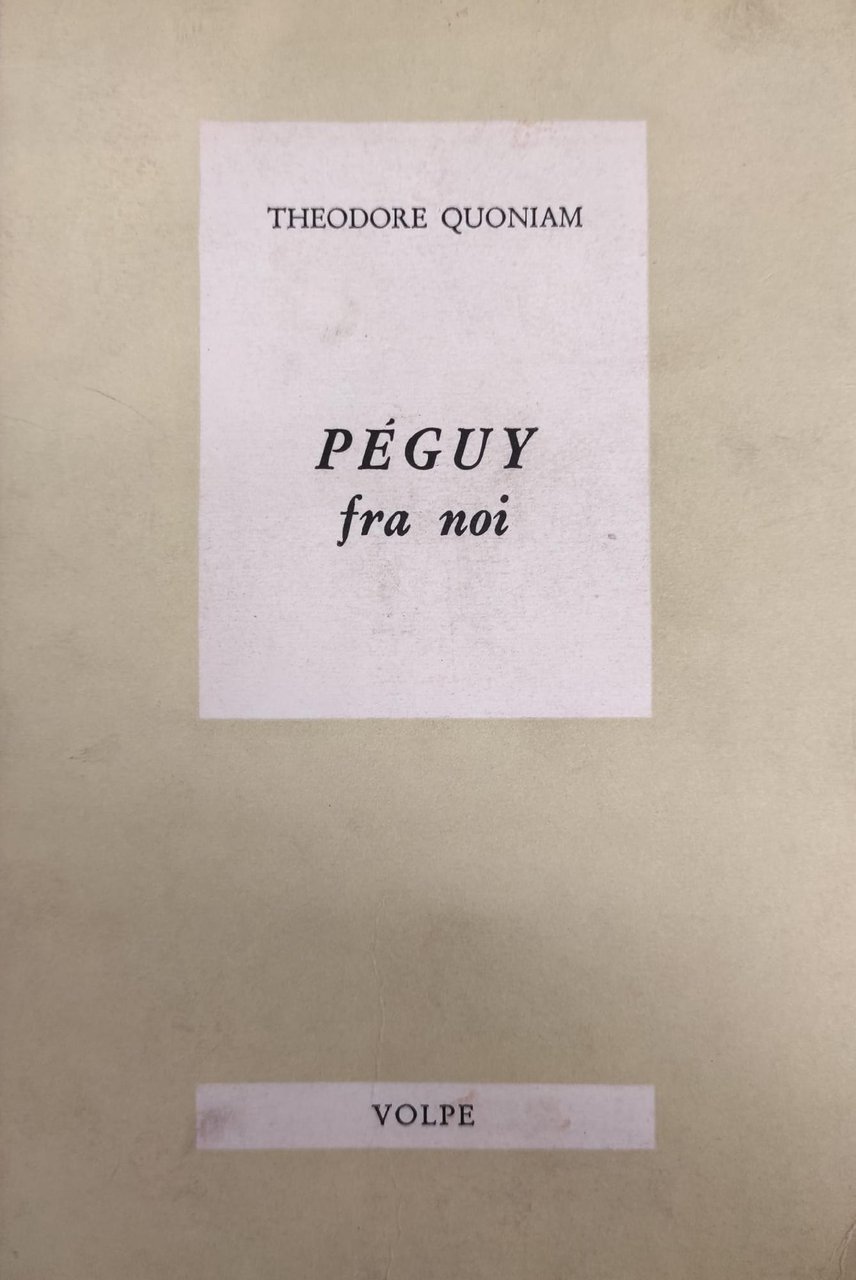 THEODORE QUONIAM
PÉGUY
fra noi
VOLPE